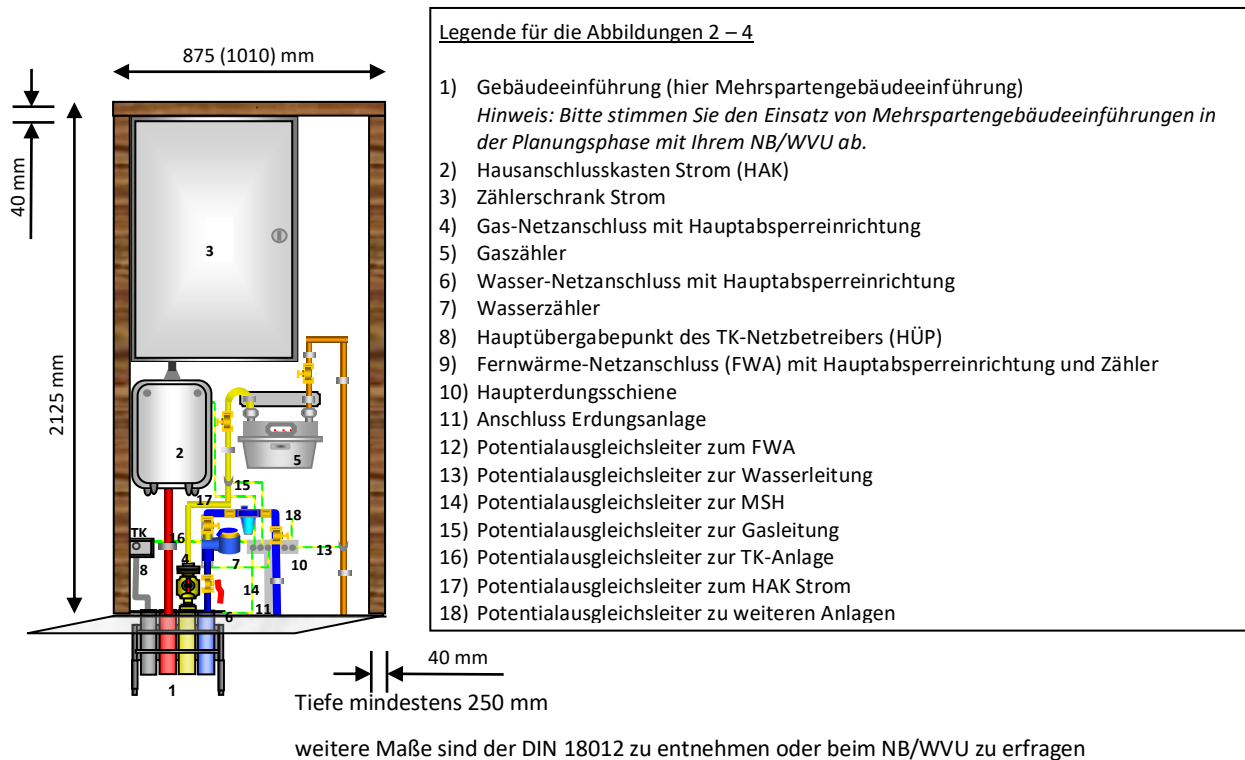 875 (1010) mm
40 mm
2125 mm
3
2
5
15
17
18
TK
16
4
7
13
10
8
14
11
6
1
40 mm
Tiefe mindestens 250 mm
weitere Maße sind der DIN 18012 zu entnehmen oder beim NB/WVU zu erfragen
Legende für die Abbildungen 2 – 4
1) Gebäudeeinführung (hier Mehrspartengebäudeeinführung)
Hinweis: Bitte stimmen Sie den Einsatz von Mehrspartengebäudeeinführungen in
der Planungsphase mit Ihrem NB/WVU ab.
2) Hausanschlusskasten Strom (HAK)
3) Zählerschrank Strom
4) Gas-Netzanschluss mit Hauptabsperreinrichtung
5) Gaszähler
6) Wasser-Netzanschluss mit Hauptabsperreinrichtung
7) Wasserzähler
8) Hauptübergabepunkt des TK-Netzbetreibers (HÜP)
9) Fernwärme-Netzanschluss (FWA) mit Hauptabsperreinrichtung und Zähler
10) Haupterdungsschiene
11) Anschluss Erdungsanlage
12) Potentialausgleichsleiter zum FWA
13) Potentialausgleichsleiter zur Wasserleitung
14) Potentialausgleichsleiter zur MSH
15) Potentialausgleichsleiter zur Gasleitung
16) Potentialausgleichsleiter zur TK-Anlage
17) Potentialausgleichsleiter zum HAK Strom
18) Potentialausgleichsleiter zu weiteren Anlagen